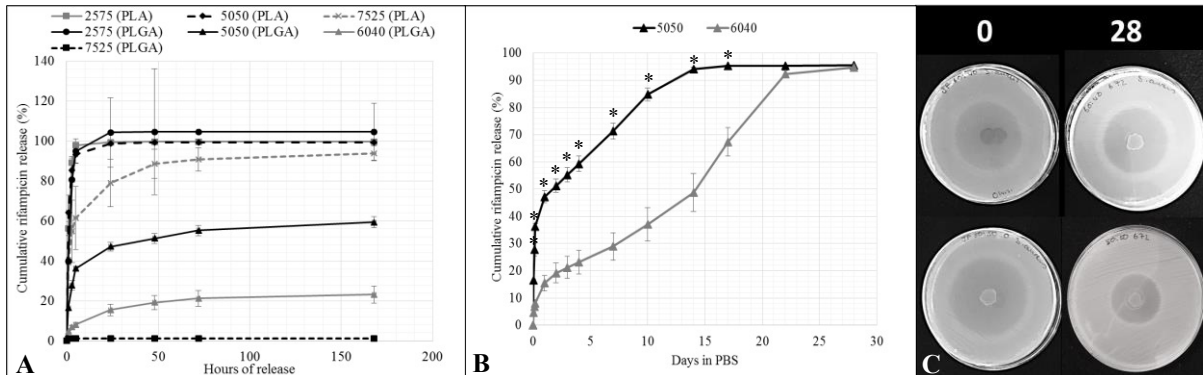 2575 (PLA) 5050 (PLA) 7525 (PLA)
2575 (PLGA) 5050 (PLGA) 6040 (PLGA)
7525 (PLGA)
Cumulative rifampicin release (%)
140
120
100
80
60
40
20
0
0 50 100 150 200
Hours of release
A
5050 6040
Cumulative rifampicin release (%)
100
90
80
70
60
50
40
30
20
10
0
* * * * * * * * * *
0 5 10 15 20 25 30
Days in PBS
B
0 28
C